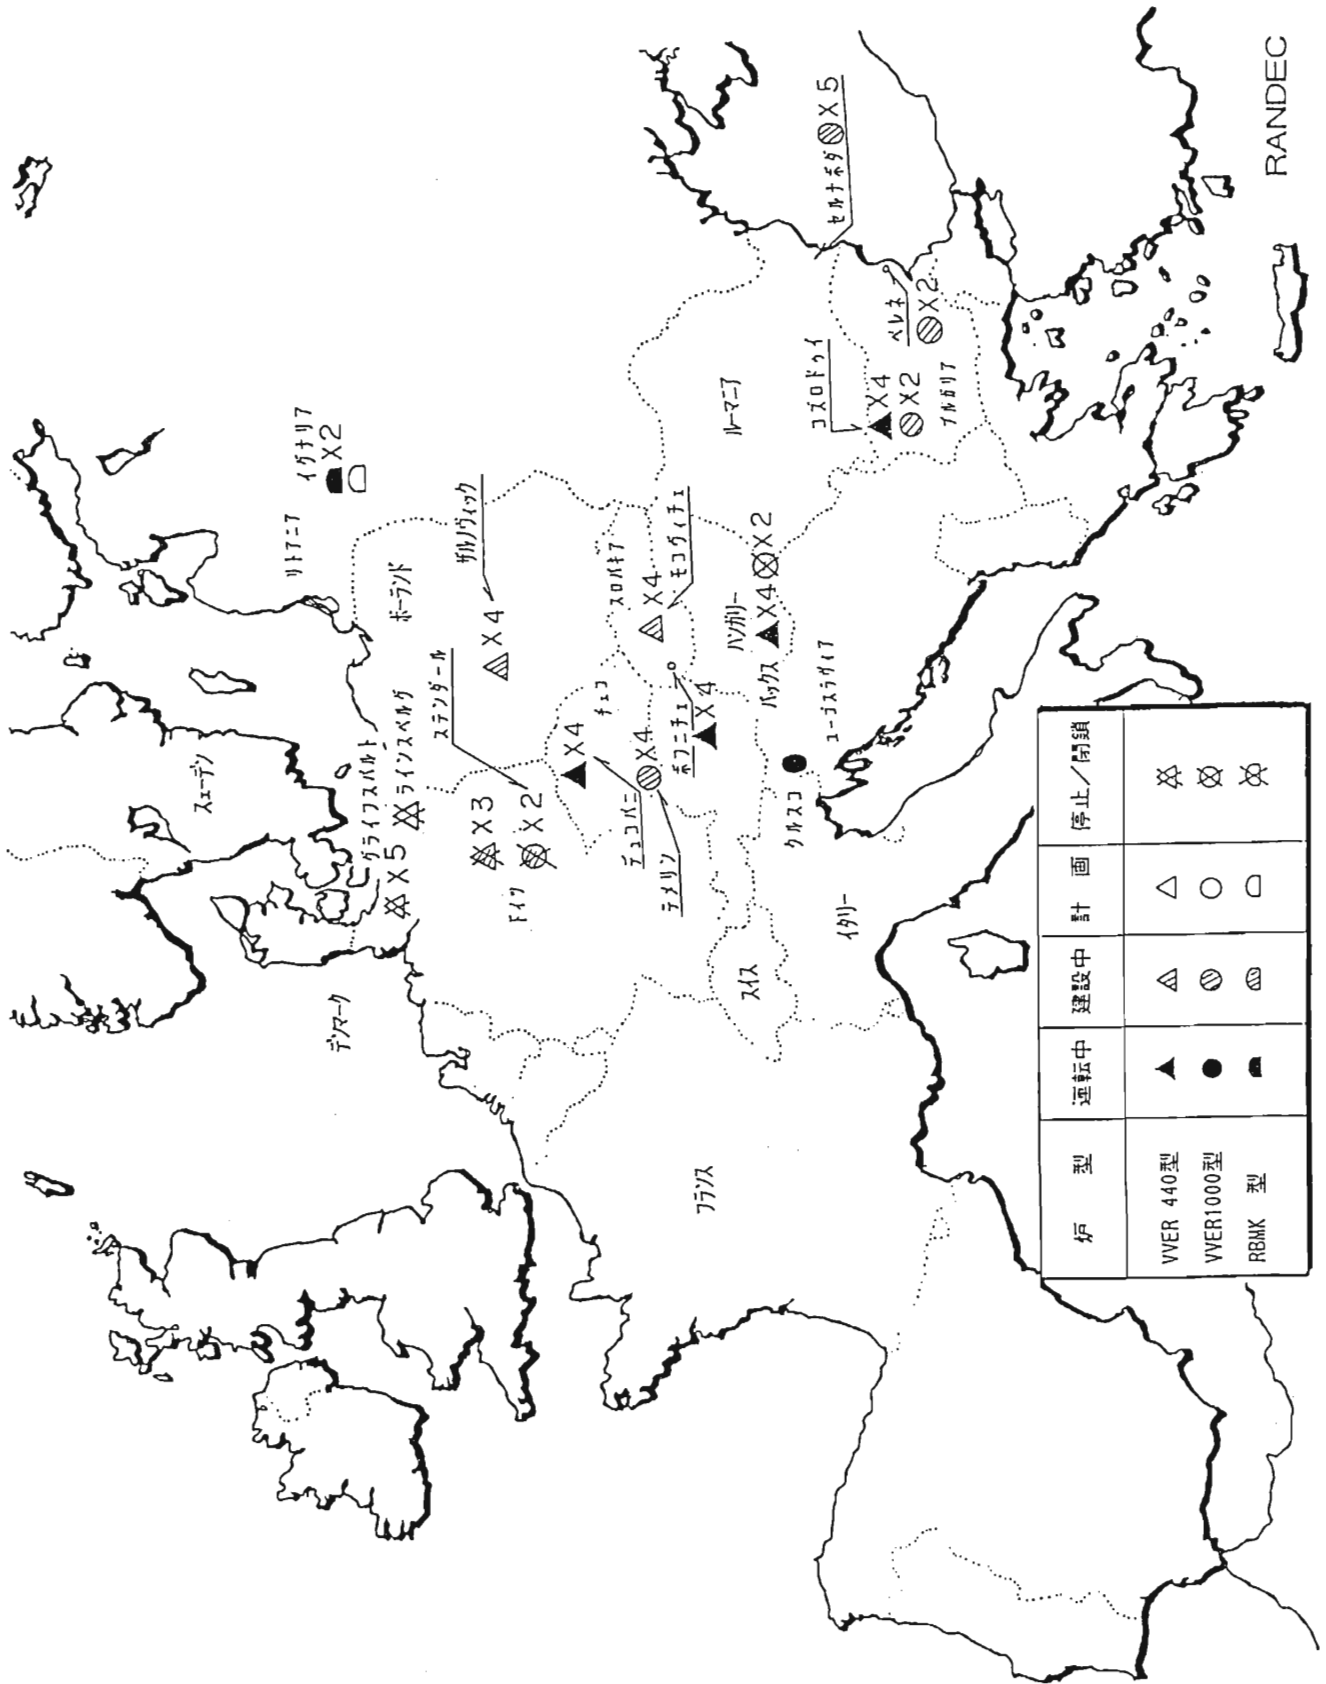 スェーデン
リトアニア
イグナリア
X2
デンマーク
X5
グライフスバルト
ラインスベルグ
ポーランド
ザルノヴィック
X4
ステンダール
X3
X2
ドイツ
チェコ
X4
デュコバニ
X4
テメリン
スロバキア
X4
モコヴィチェ
ボフニチェ
X4
ハンガリー
パックス
X4
X2
ルーマニア
セルナボダ
X5
コズロドゥイ
X4
X2
ベレネ
X2
ブルガリア
ユーゴスラヴィア
クルスコ
スイス
イタリー
フランス
炉型 運転中 建設中 計画 停止/閉鎖
VVER 440型
VVER1000型
RBMK 型
RANDEC